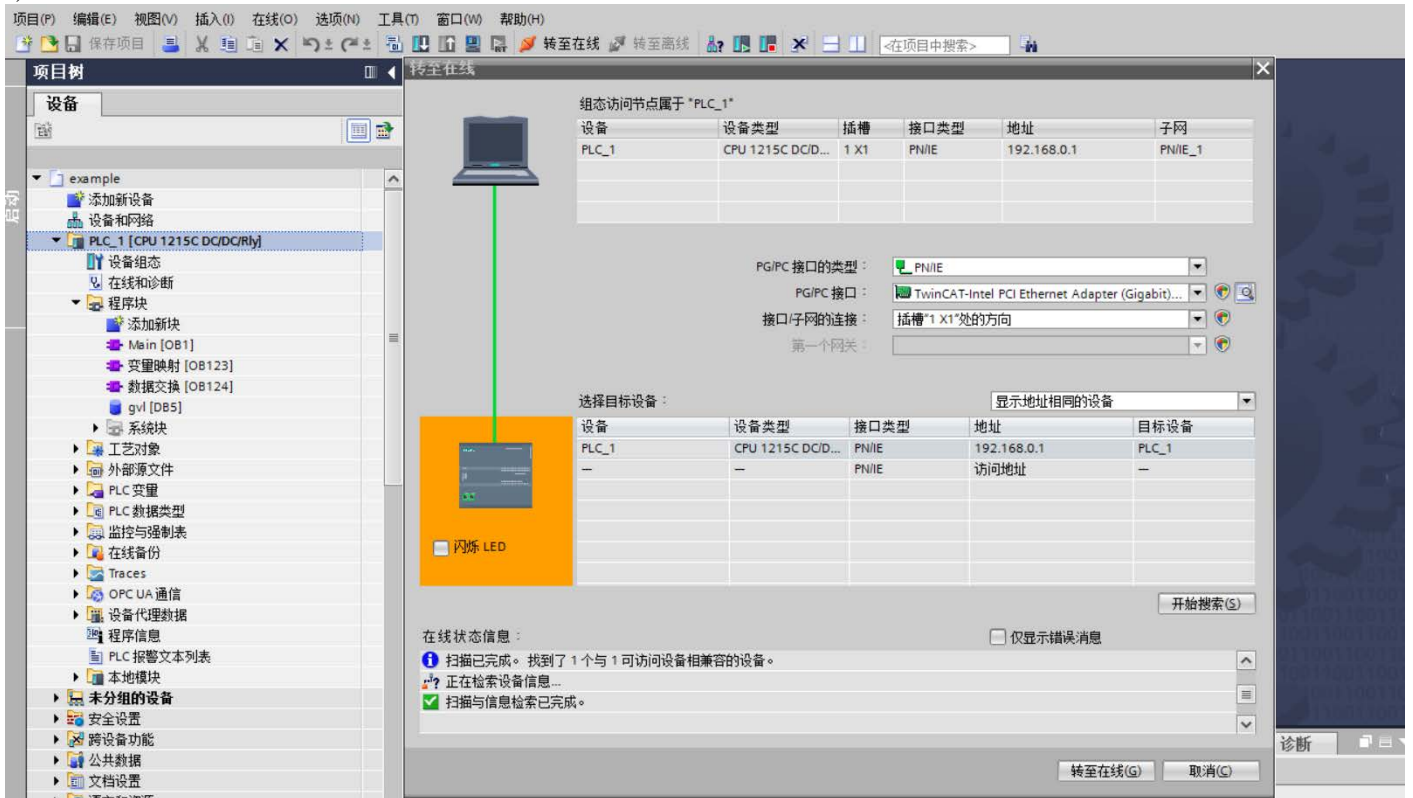 项目(P) 编辑(E) 视图(V) 插入(I) 在线(O) 选项(N) 工具(T) 窗口(W) 帮助(H)
保存项目 转至在线 转至离线 <在项目中搜索>
项目树
设备
启动
example
添加新设备
设备和网络
PLC_1 [CPU 1215C DC/DC/Rly]
设备组态
在线和诊断
程序块
添加新块
Main [OB1]
变量映射 [OB123]
数据交换 [OB124]
gvl [DB5]
系统块
工艺对象
外部源文件
PLC 变量
PLC 数据类型
监控与强制表
在线备份
Traces
OPC UA 通信
设备代理数据
程序信息
PLC 报警文本列表
本地模块
未分组的设备
安全设置
跨设备功能
公共数据
文档设置
转至在线
组态访问节点属于 "PLC_1"
设备 设备类型 插槽 接口类型 地址 子网
PLC_1 CPU 1215C DC/D... 1 X1 PN/IE 192.168.0.1 PN/IE_1
PG/PC 接口的类型： PN/IE
PG/PC 接口： TwinCAT-Intel PCI Ethernet Adapter (Gigabit)...
接口/子网的连接： 插槽"1 X1"处的方向
第一个网关：
选择目标设备： 显示地址相同的设备
设备 设备类型 接口类型 地址 目标设备
PLC_1 CPU 1215C DC/D... PN/IE 192.168.0.1 PLC_1
— — PN/IE 访问地址 —
闪烁 LED
开始搜索(S)
在线状态信息： 仅显示错误消息
扫描已完成。找到了 1 个与 1 可访问设备相兼容的设备。
正在检索设备信息...
扫描与信息检索已完成。
转至在线(G) 取消(C)
诊断